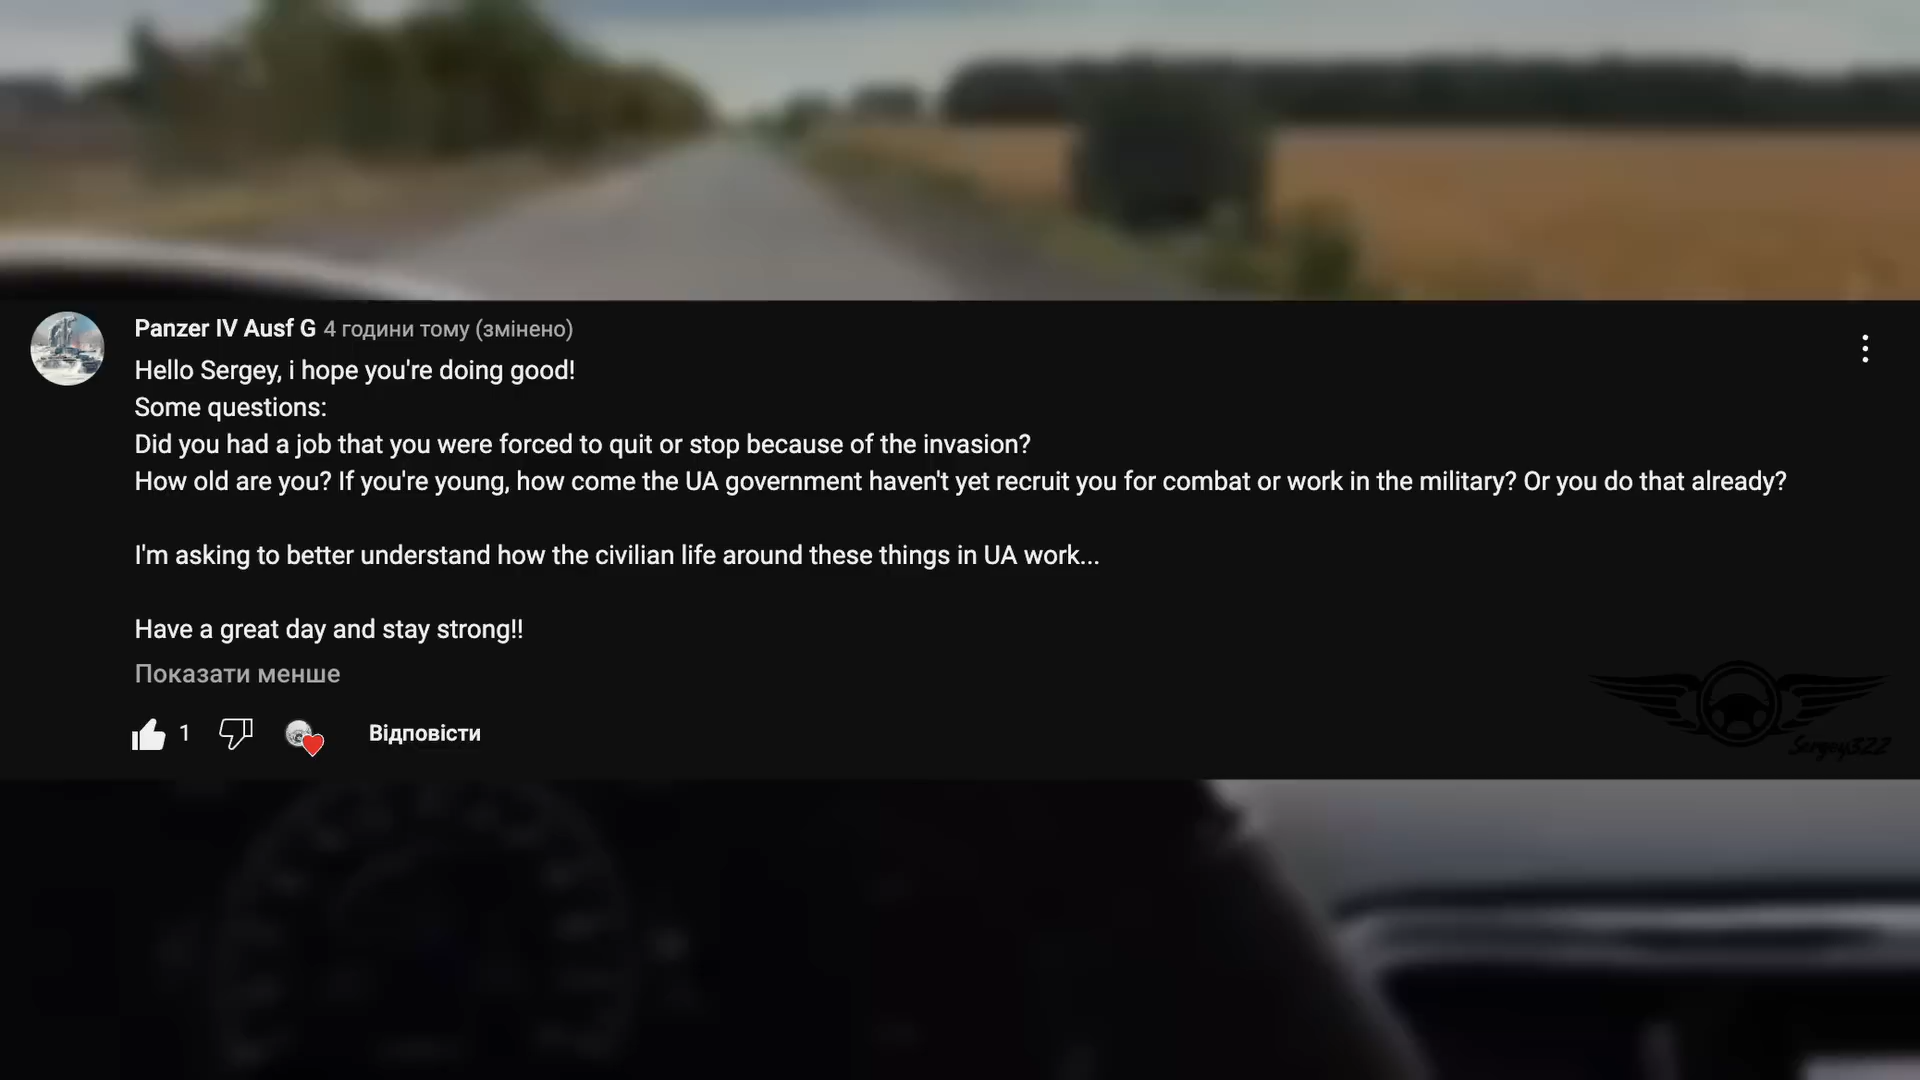 Panzer IV Ausf G 4 години тому (змінено)
Hello Sergey, i hope you're doing good!
Some questions:
Did you had a job that you were forced to quit or stop because of the invasion?
How old are you? If you're young, how come the UA government haven't yet recruit you for combat or work in the military? Or you do that already?
I'm asking to better understand how the civilian life around these things in UA work...
Have a great day and stay strong!!
Показати менше
1 Відповісти
Sergey322